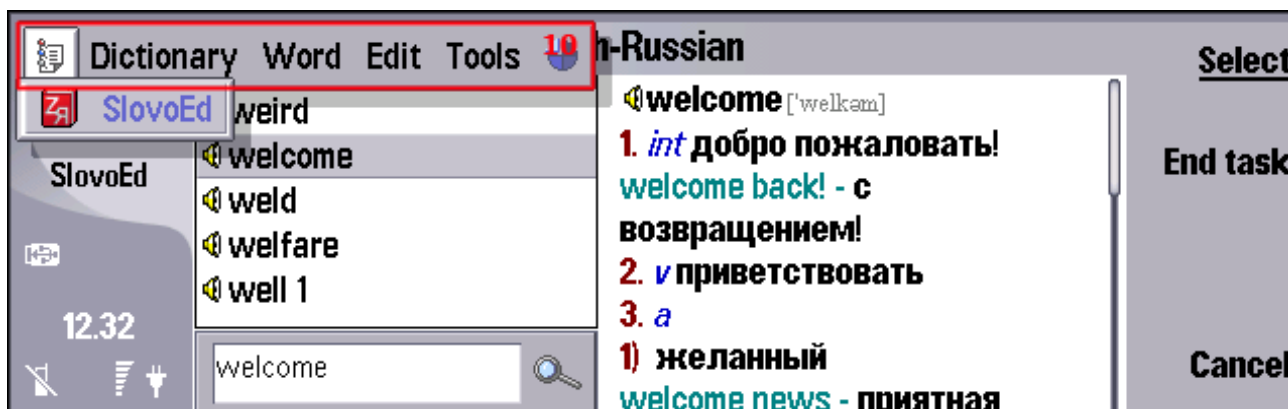 Dictionary Word Edit Tools 10 n-Russian
SlovoEd
SlovoEd
12.32
weird
welcome
weld
welfare
well 1
welcome
welcome ['welkəm]
1. int добро пожаловать!
welcome back! - с
возвращением!
2. v приветствовать
3. a
1) желанный
welcome news - приятная
Select
End task
Cancel